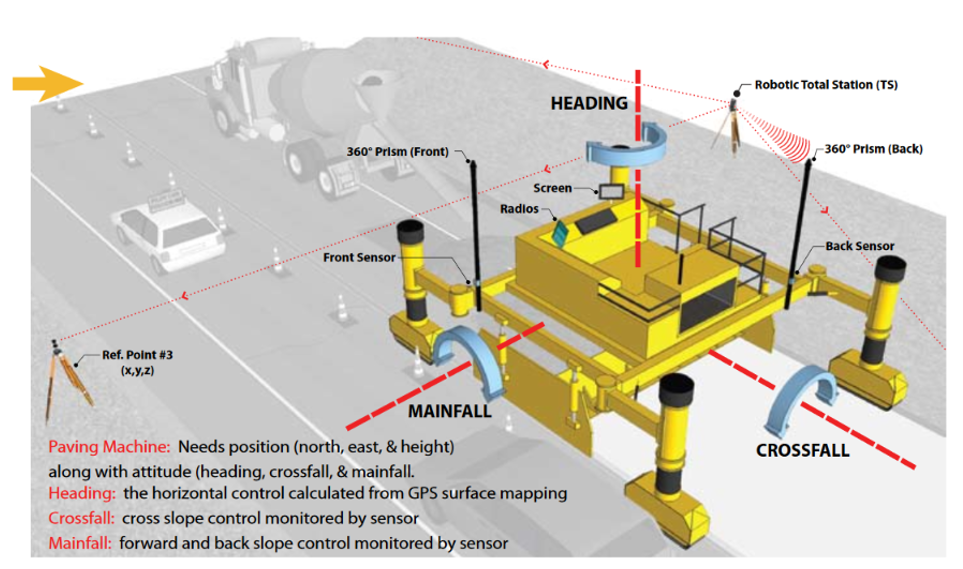 HEADING
Robotic Total Station (TS)
360° Prism (Front)
360° Prism (Back)
Screen
Radios
Front Sensor
Back Sensor
Ref. Point #3
(x,y,z)
MAINFALL
CROSSFALL
Paving Machine: Needs position (north, east, & height)
along with attitude (heading, crossfall, & mainfall.
Heading: the horizontal control calculated from GPS surface mapping
Crossfall: cross slope control monitored by sensor
Mainfall: forward and back slope control monitored by sensor